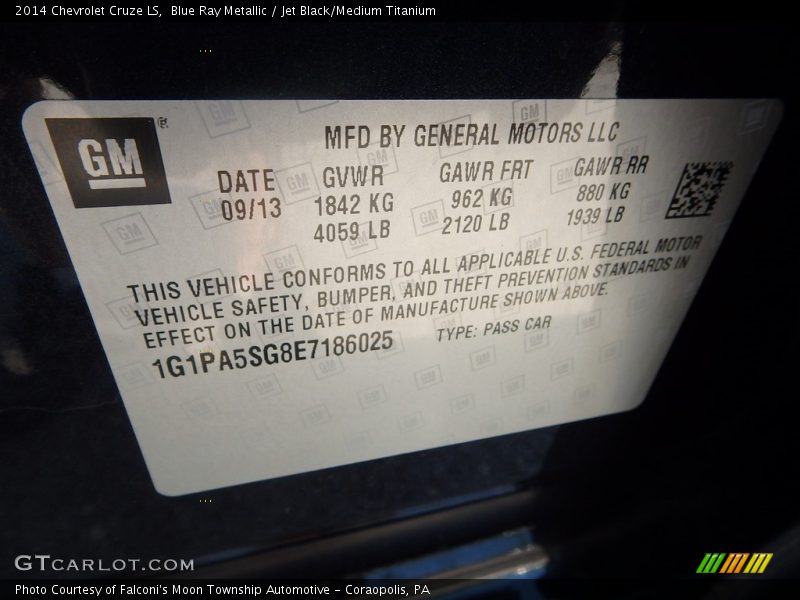 2014 Chevrolet Cruze LS,  Blue Ray Metallic / Jet Black/Medium Titanium
GM
MFD BY GENERAL MOTORS LLC
DATE GVWR GAWR FRT GAWR RR
09/13 1842 KG 962 KG 880 KG
4059 LB 2120 LB 1939 LB
THIS VEHICLE CONFORMS TO ALL APPLICABLE U.S. FEDERAL MOTOR
VEHICLE SAFETY, BUMPER, AND THEFT PREVENTION STANDARDS IN
EFFECT ON THE DATE OF MANUFACTURE SHOWN ABOVE.
1G1PA5SG8E7186025 TYPE: PASS CAR
GTCARLOT.COM
Photo Courtesy of Falconi's Moon Township Automotive - Coraopolis, PA